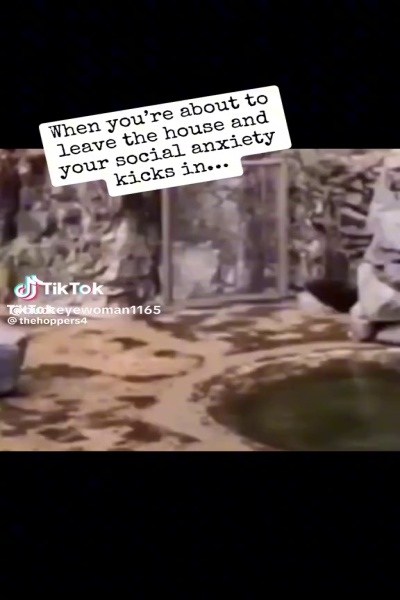 When you're about to
leave the house and
your social anxiety
kicks in...
TikTok
@thehoppers4